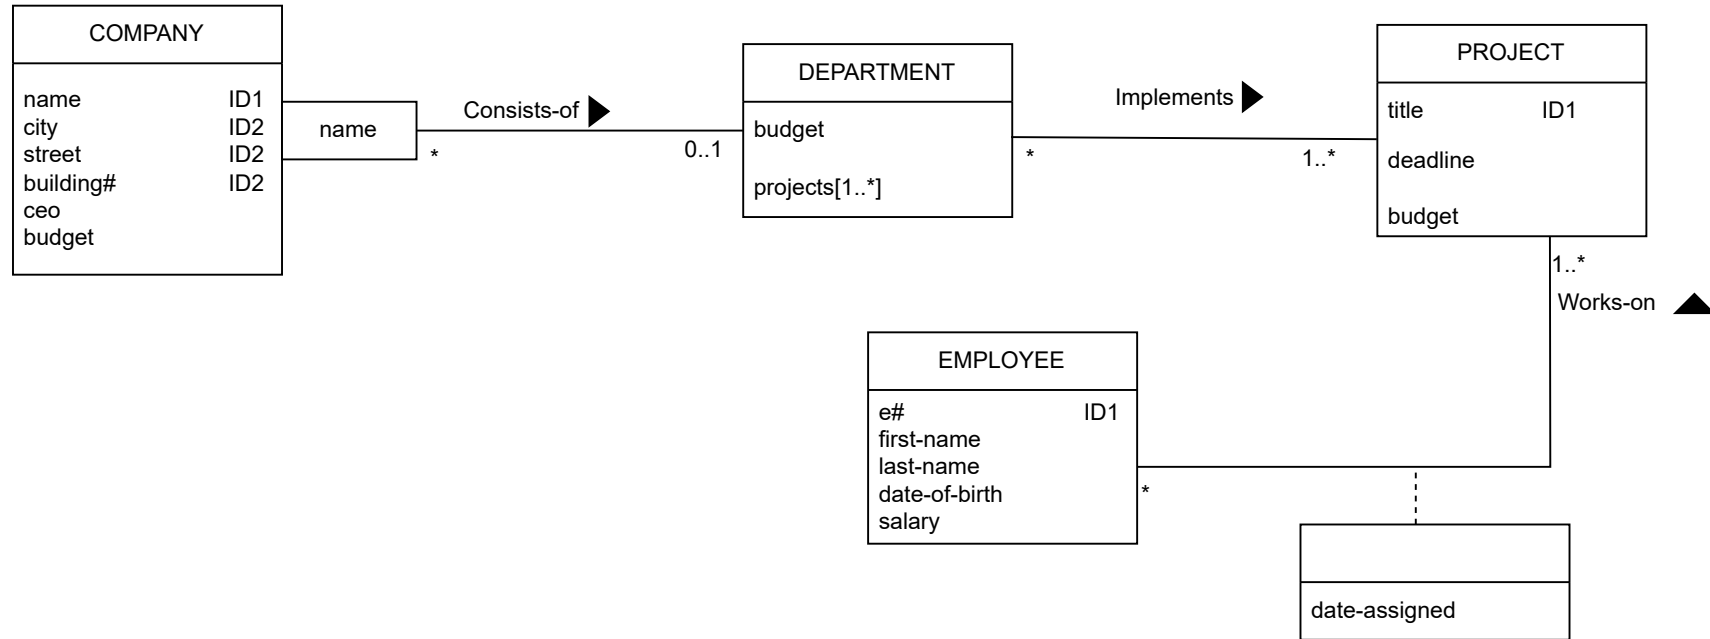 COMPANY
name ID1
city ID2
street ID2
building# ID2
ceo
budget
name
Consists-of
*
0..1
DEPARTMENT
budget
projects[1..*]
Implements
*
1..*
PROJECT
title ID1
deadline
budget
1..*
Works-on
EMPLOYEE
e# ID1
first-name
last-name
date-of-birth
salary
*
date-assigned